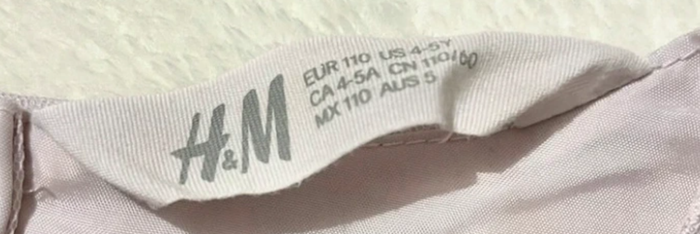 H&M
EUR 110 US 4-5Y
CA 4-5A CN 110/60
MX 110 AUS 5